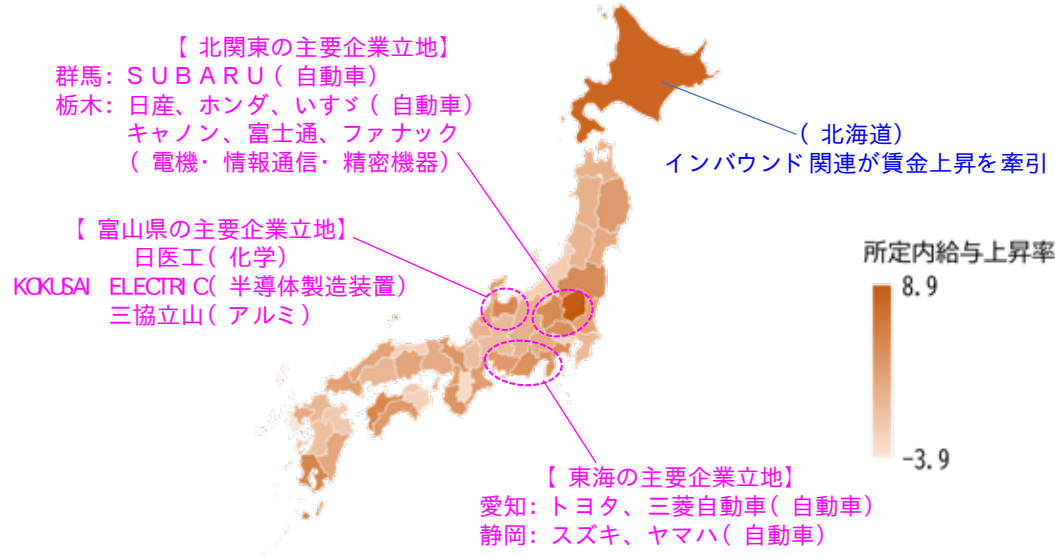 【北関東の主要企業立地】
群馬：ＳＵＢＡＲＵ（自動車）
栃木：日産、ホンダ、いすゞ（自動車）
キャノン、富士通、ファナック
（電機・情報通信・精密機器）
（北海道）
インバウンド関連が賃金上昇を牽引
【富山県の主要企業立地】
日医工（化学）
KOKUSAI ELECTRIC（半導体製造装置）
三協立山（アルミ）
所定内給与上昇率
8.9
-3.9
【東海の主要企業立地】
愛知：トヨタ、三菱自動車（自動車）
静岡：スズキ、ヤマハ（自動車）